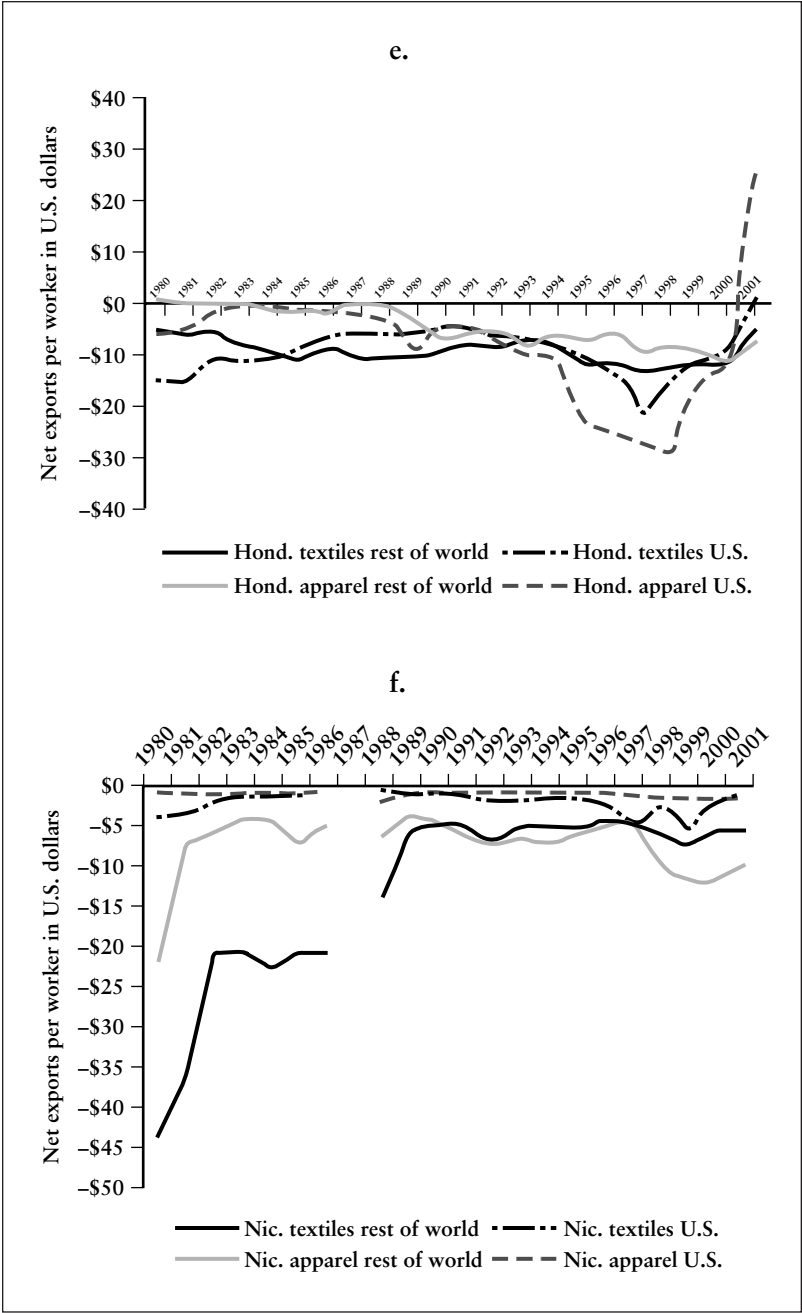 e.
Net exports per worker in U.S. dollars
$40
$30
$20
$10
$0
–$10
–$20
–$30
–$40
1980 1981 1982 1983 1984 1985 1986 1987 1988 1989 1990 1991 1992 1993 1994 1995 1996 1997 1998 1999 2000 2001
Hond. textiles rest of world Hond. textiles U.S.
Hond. apparel rest of world Hond. apparel U.S.
f.
1980 1981 1982 1983 1984 1985 1986 1987 1988 1989 1990 1991 1992 1993 1994 1995 1996 1997 1998 1999 2000 2001
Net exports per worker in U.S. dollars
$0
–$5
–$10
–$15
–$20
–$25
–$30
–$35
–$40
–$45
–$50
Nic. textiles rest of world Nic. textiles U.S.
Nic. apparel rest of world Nic. apparel U.S.